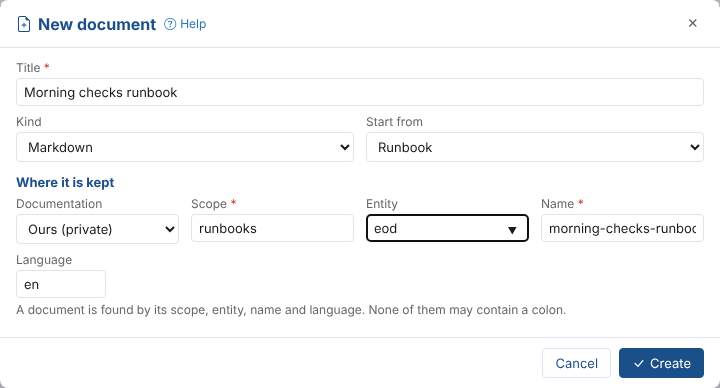 New document Help ×
Title *
Morning checks runbook
Kind Start from
Markdown Runbook
Where it is kept
Documentation Scope * Entity Name *
Ours (private) runbooks eod morning-checks-runboo
Language
en
A document is found by its scope, entity, name and language. None of them may contain a colon.
Cancel Create